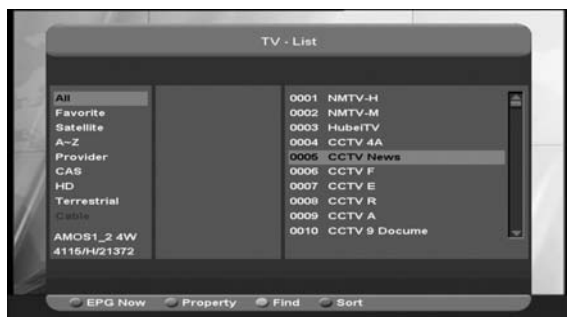 TV - List
All
Favorite
Satellite
A~Z
Provider
CAS
HD
Terrestrial
Cable
AMOS1_2 4W
4115/H/21372
0001 NMTV-H
0002 NMTV-M
0003 HubeiTV
0004 CCTV 4A
0005 CCTV News
0006 CCTV F
0007 CCTV E
0008 CCTV R
0009 CCTV A
0010 CCTV 9 Docume
EPG Now Property Find Sort